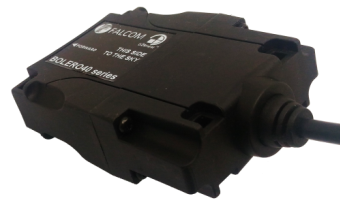 FALCOM
THIS SIDE
TO THE SKY
BOLERO40 series